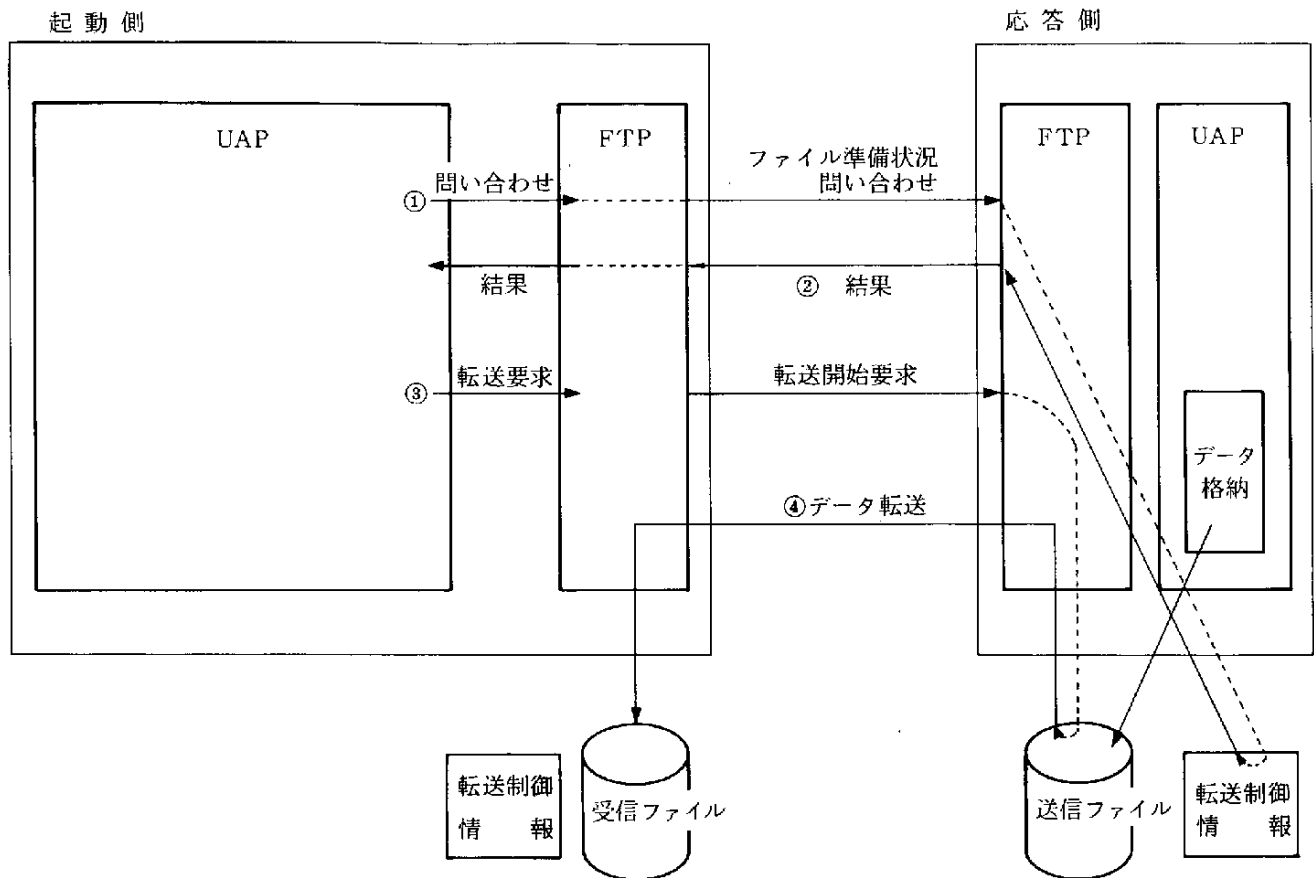 起動側
応答側
UAP
FTP
FTP
UAP
ファイル準備状況
① 問い合わせ
問い合わせ
結果
② 結果
③ 転送要求
転送開始要求
データ
格納
④データ転送
転送制御
情報
受信ファイル
送信ファイル
転送制御
情報